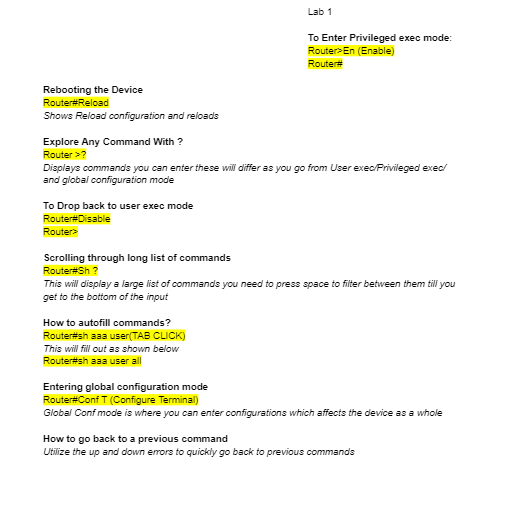 Lab 1
To Enter Privileged exec mode:
Router>En (Enable)
Router#
Rebooting the Device
Router#Reload
Shows Reload configuration and reloads
Explore Any Command With ?
Router >?
Displays commands you can enter these will differ as you go from User exec/Privileged exec/
and global configuration mode
To Drop back to user exec mode
Router#Disable
Router>
Scrolling through long list of commands
Router#Sh ?
This will display a large list of commands you need to press space to filter between them till you
get to the bottom of the input
How to autofill commands?
Router#sh aaa user(TAB CLICK)
This will fill out as shown below
Router#sh aaa user all
Entering global configuration mode
Router#Conf T (Configure Terminal)
Global Conf mode is where you can enter configurations which affects the device as a whole
How to go back to a previous command
Utilize the up and down errors to quickly go back to previous commands